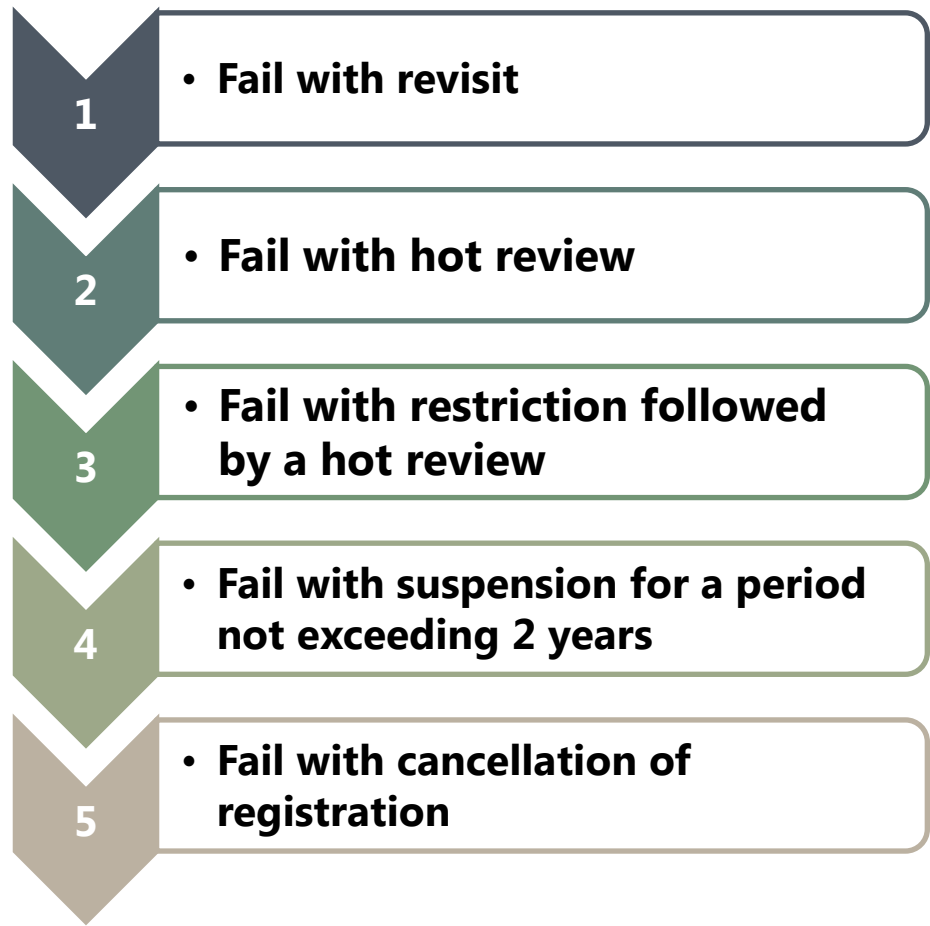 1
• Fail with revisit
2
• Fail with hot review
3
• Fail with restriction followed
by a hot review
4
• Fail with suspension for a period
not exceeding 2 years
5
• Fail with cancellation of
registration